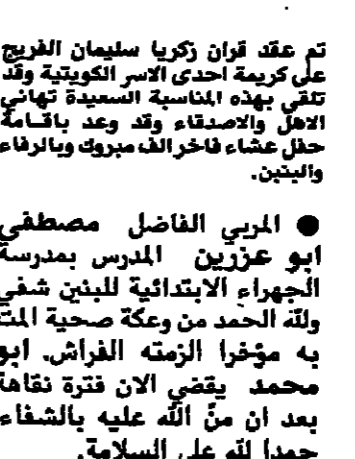 تم عقد قران زكريا سليمان الفريج
على كريمة احدى الاسر الكويتية وقد
تلقى بهذه المناسبة السعيدة تهاني
الاهل والاصدقاء وقد وعد باقامة
حفل عشاء فاخر الف مبروك وبالرفاء
والبنين.
● المربي الفاضل مصطفى
ابو عزرين المدرس بمدرسة
الجهراء الابتدائية للبنين شفي
ولله الحمد من وعكة صحية المت
به مؤخرا الزمته الفراش. ابو
محمد يقضي الان فترة نقاهة
بعد ان منّ الله عليه بالشفاء
حمدا لله على السلامة.